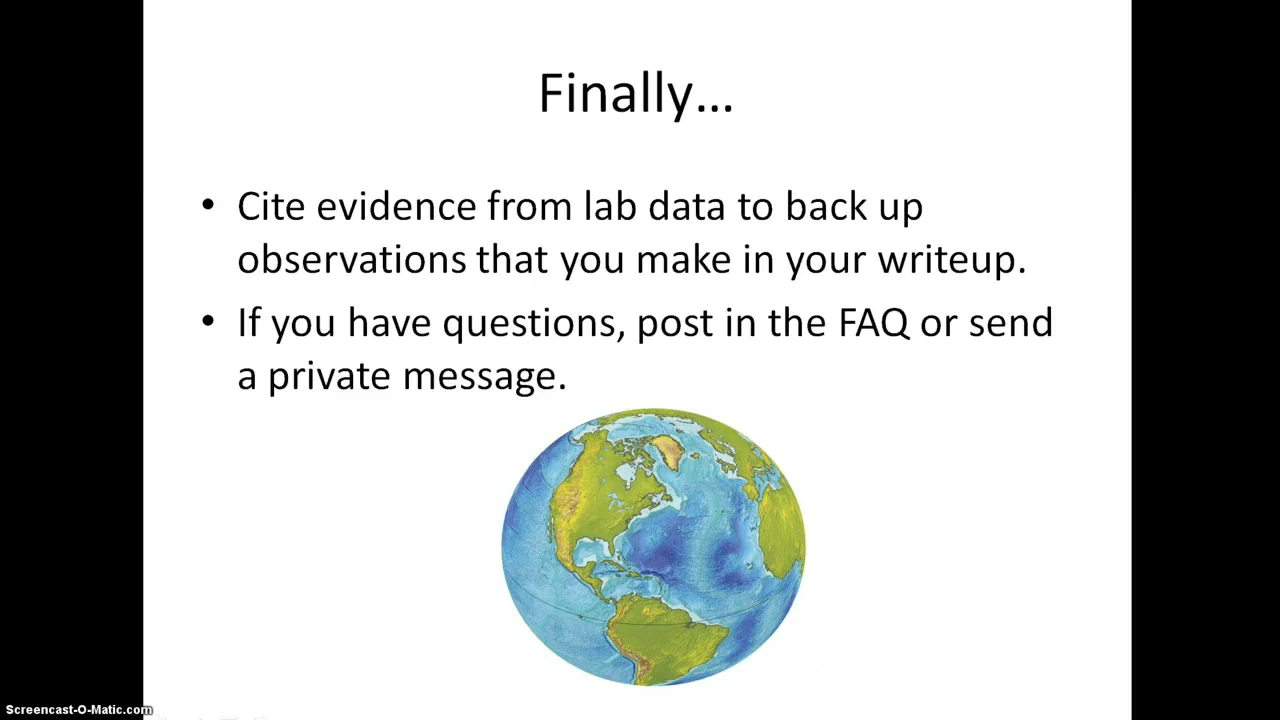 Finally...
• Cite evidence from lab data to back up
observations that you make in your writeup.
• If you have questions, post in the FAQ or send
a private message.
Screencast-O-Matic.com